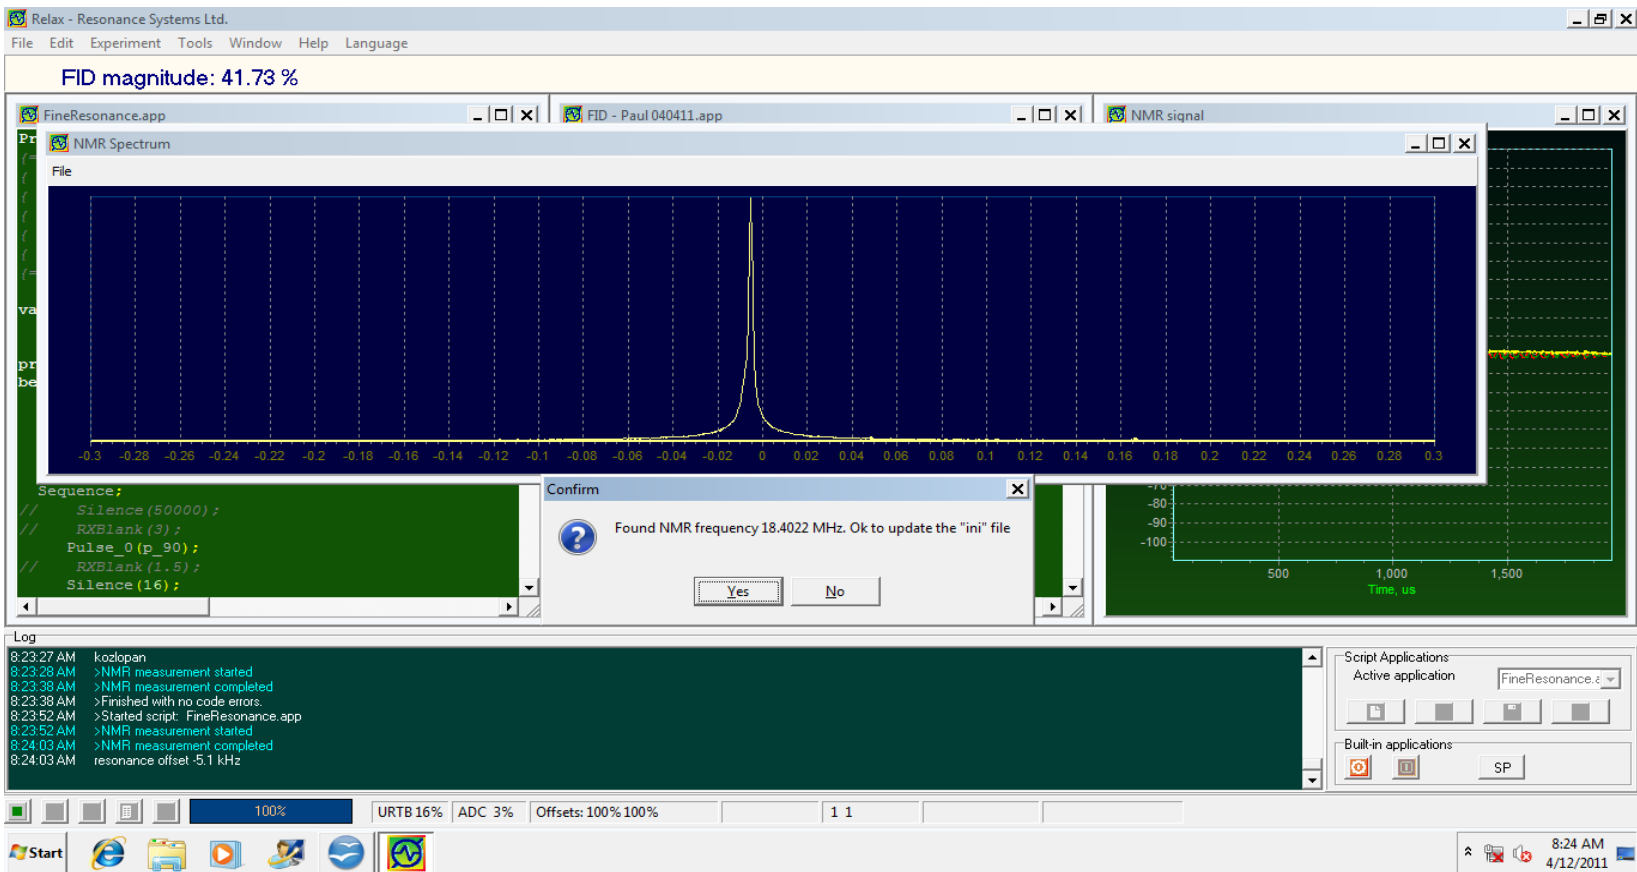 Relax - Resonance Systems Ltd.
File Edit Experiment Tools Window Help Language
FID magnitude: 41.73 %
FineResonance.app
FID - Paul 040411.app
NMR signal
Pr
NMR Spectrum
File
va
pr
be
-0.3 -0.28 -0.26 -0.24 -0.22 -0.2 -0.18 -0.16 -0.14 -0.12 -0.1 -0.08 -0.06 -0.04 -0.02 0 0.02 0.04 0.06 0.08 0.1 0.12 0.14 0.16 0.18 0.2 0.22 0.24 0.26 0.28 0.3
Sequence;
// Silence(50000);
// RXBlank(3);
Pulse_0(p_90);
// RXBlank(1.5);
Silence(16);
Confirm
Found NMR frequency 18.4022 MHz. Ok to update the "ini" file
Yes No
-70
-80
-90
-100
500 1,000 1,500
Time, us
Log
8:23:27 AM kozlopan
8:23:28 AM >NMR measurement started
8:23:38 AM >NMR measurement completed
8:23:38 AM >Finished with no code errors.
8:23:52 AM >Started script: FineResonance.app
8:23:52 AM >NMR measurement started
8:24:03 AM >NMR measurement completed
8:24:03 AM resonance offset -5.1 kHz
Script Applications
Active application FineResonance.a
Built-in applications
SP
100% URTB 16% ADC 3% Offsets: 100% 100% 1 1
Start
8:24 AM
4/12/2011